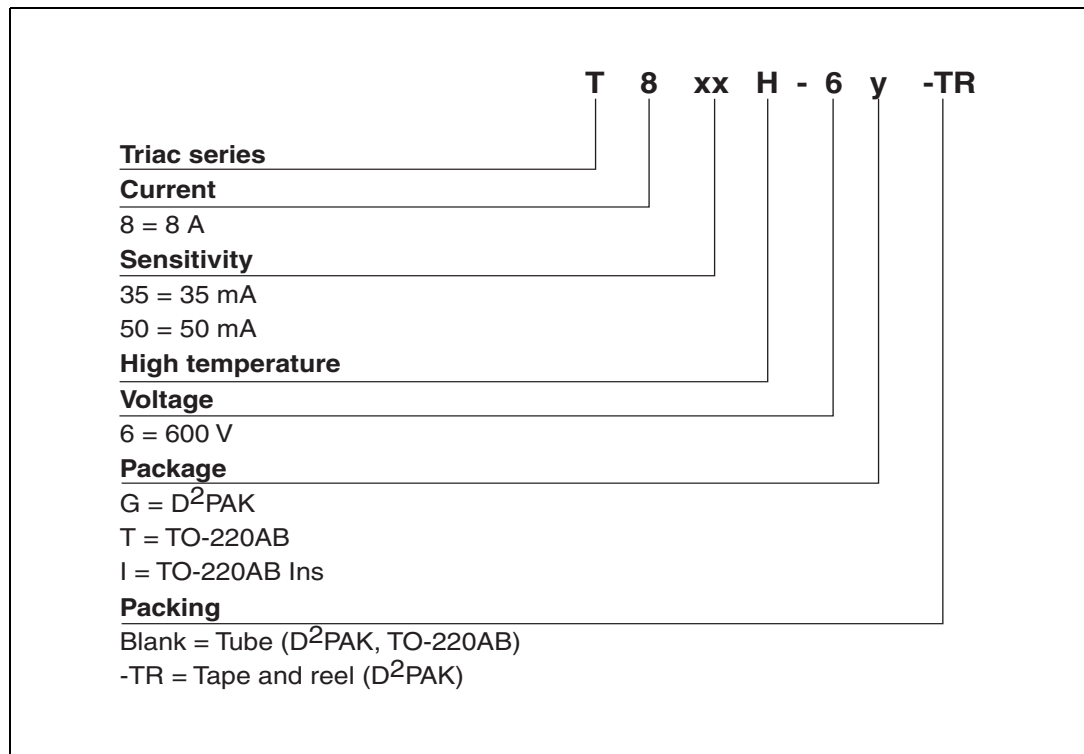 T 8 xx H - 6 y -TR
Triac series
Current
8 = 8 A
Sensitivity
35 = 35 mA
50 = 50 mA
High temperature
Voltage
6 = 600 V
Package
G = D²PAK
T = TO-220AB
I = TO-220AB Ins
Packing
Blank = Tube (D²PAK, TO-220AB)
-TR = Tape and reel (D²PAK)